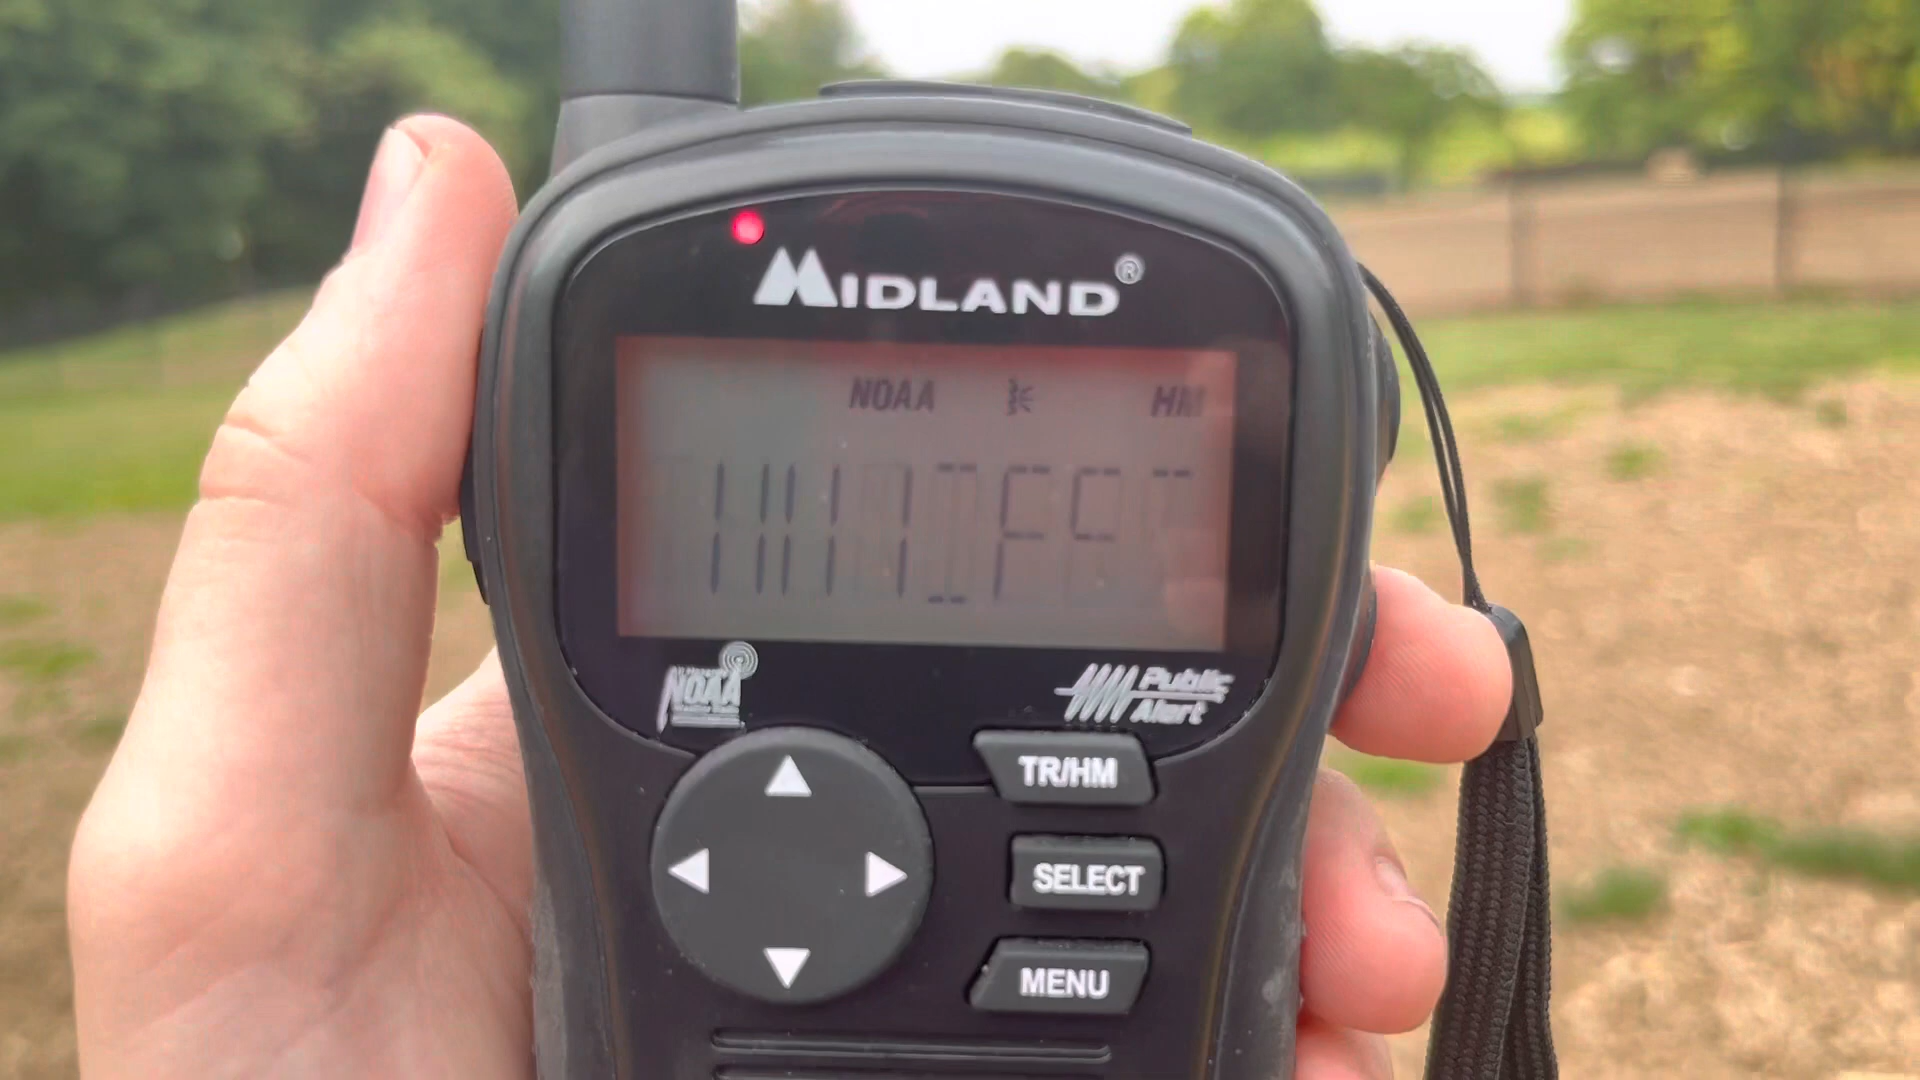 MIDLAND®
NOAA HM
NOAA
Public
Alert
TR/HM
SELECT
MENU